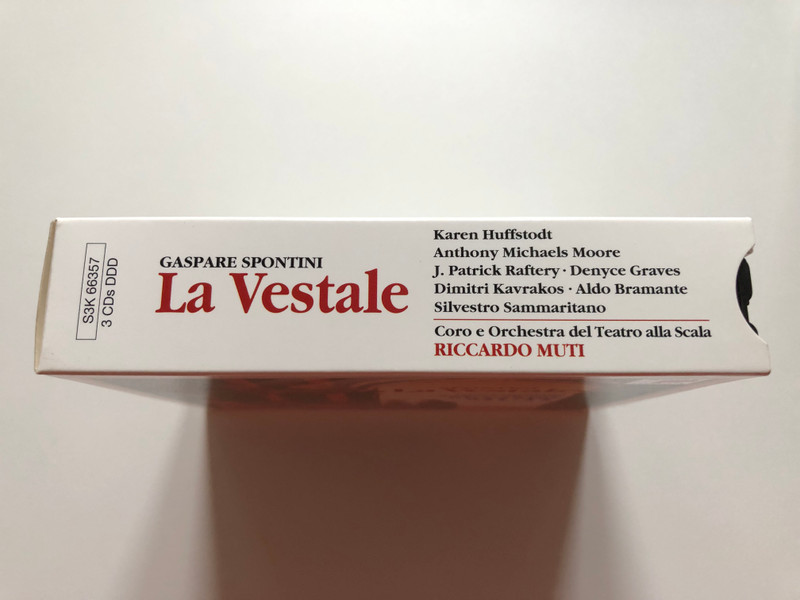 S3K 66357
3 CDs DDD
GASPARE SPONTINI
La Vestale
Karen Huffstodt
Anthony Michaels Moore
J. Patrick Raftery · Denyce Graves
Dimitri Kavrakos · Aldo Bramante
Silvestro Sammaritano
Coro e Orchestra del Teatro alla Scala
RICCARDO MUTI